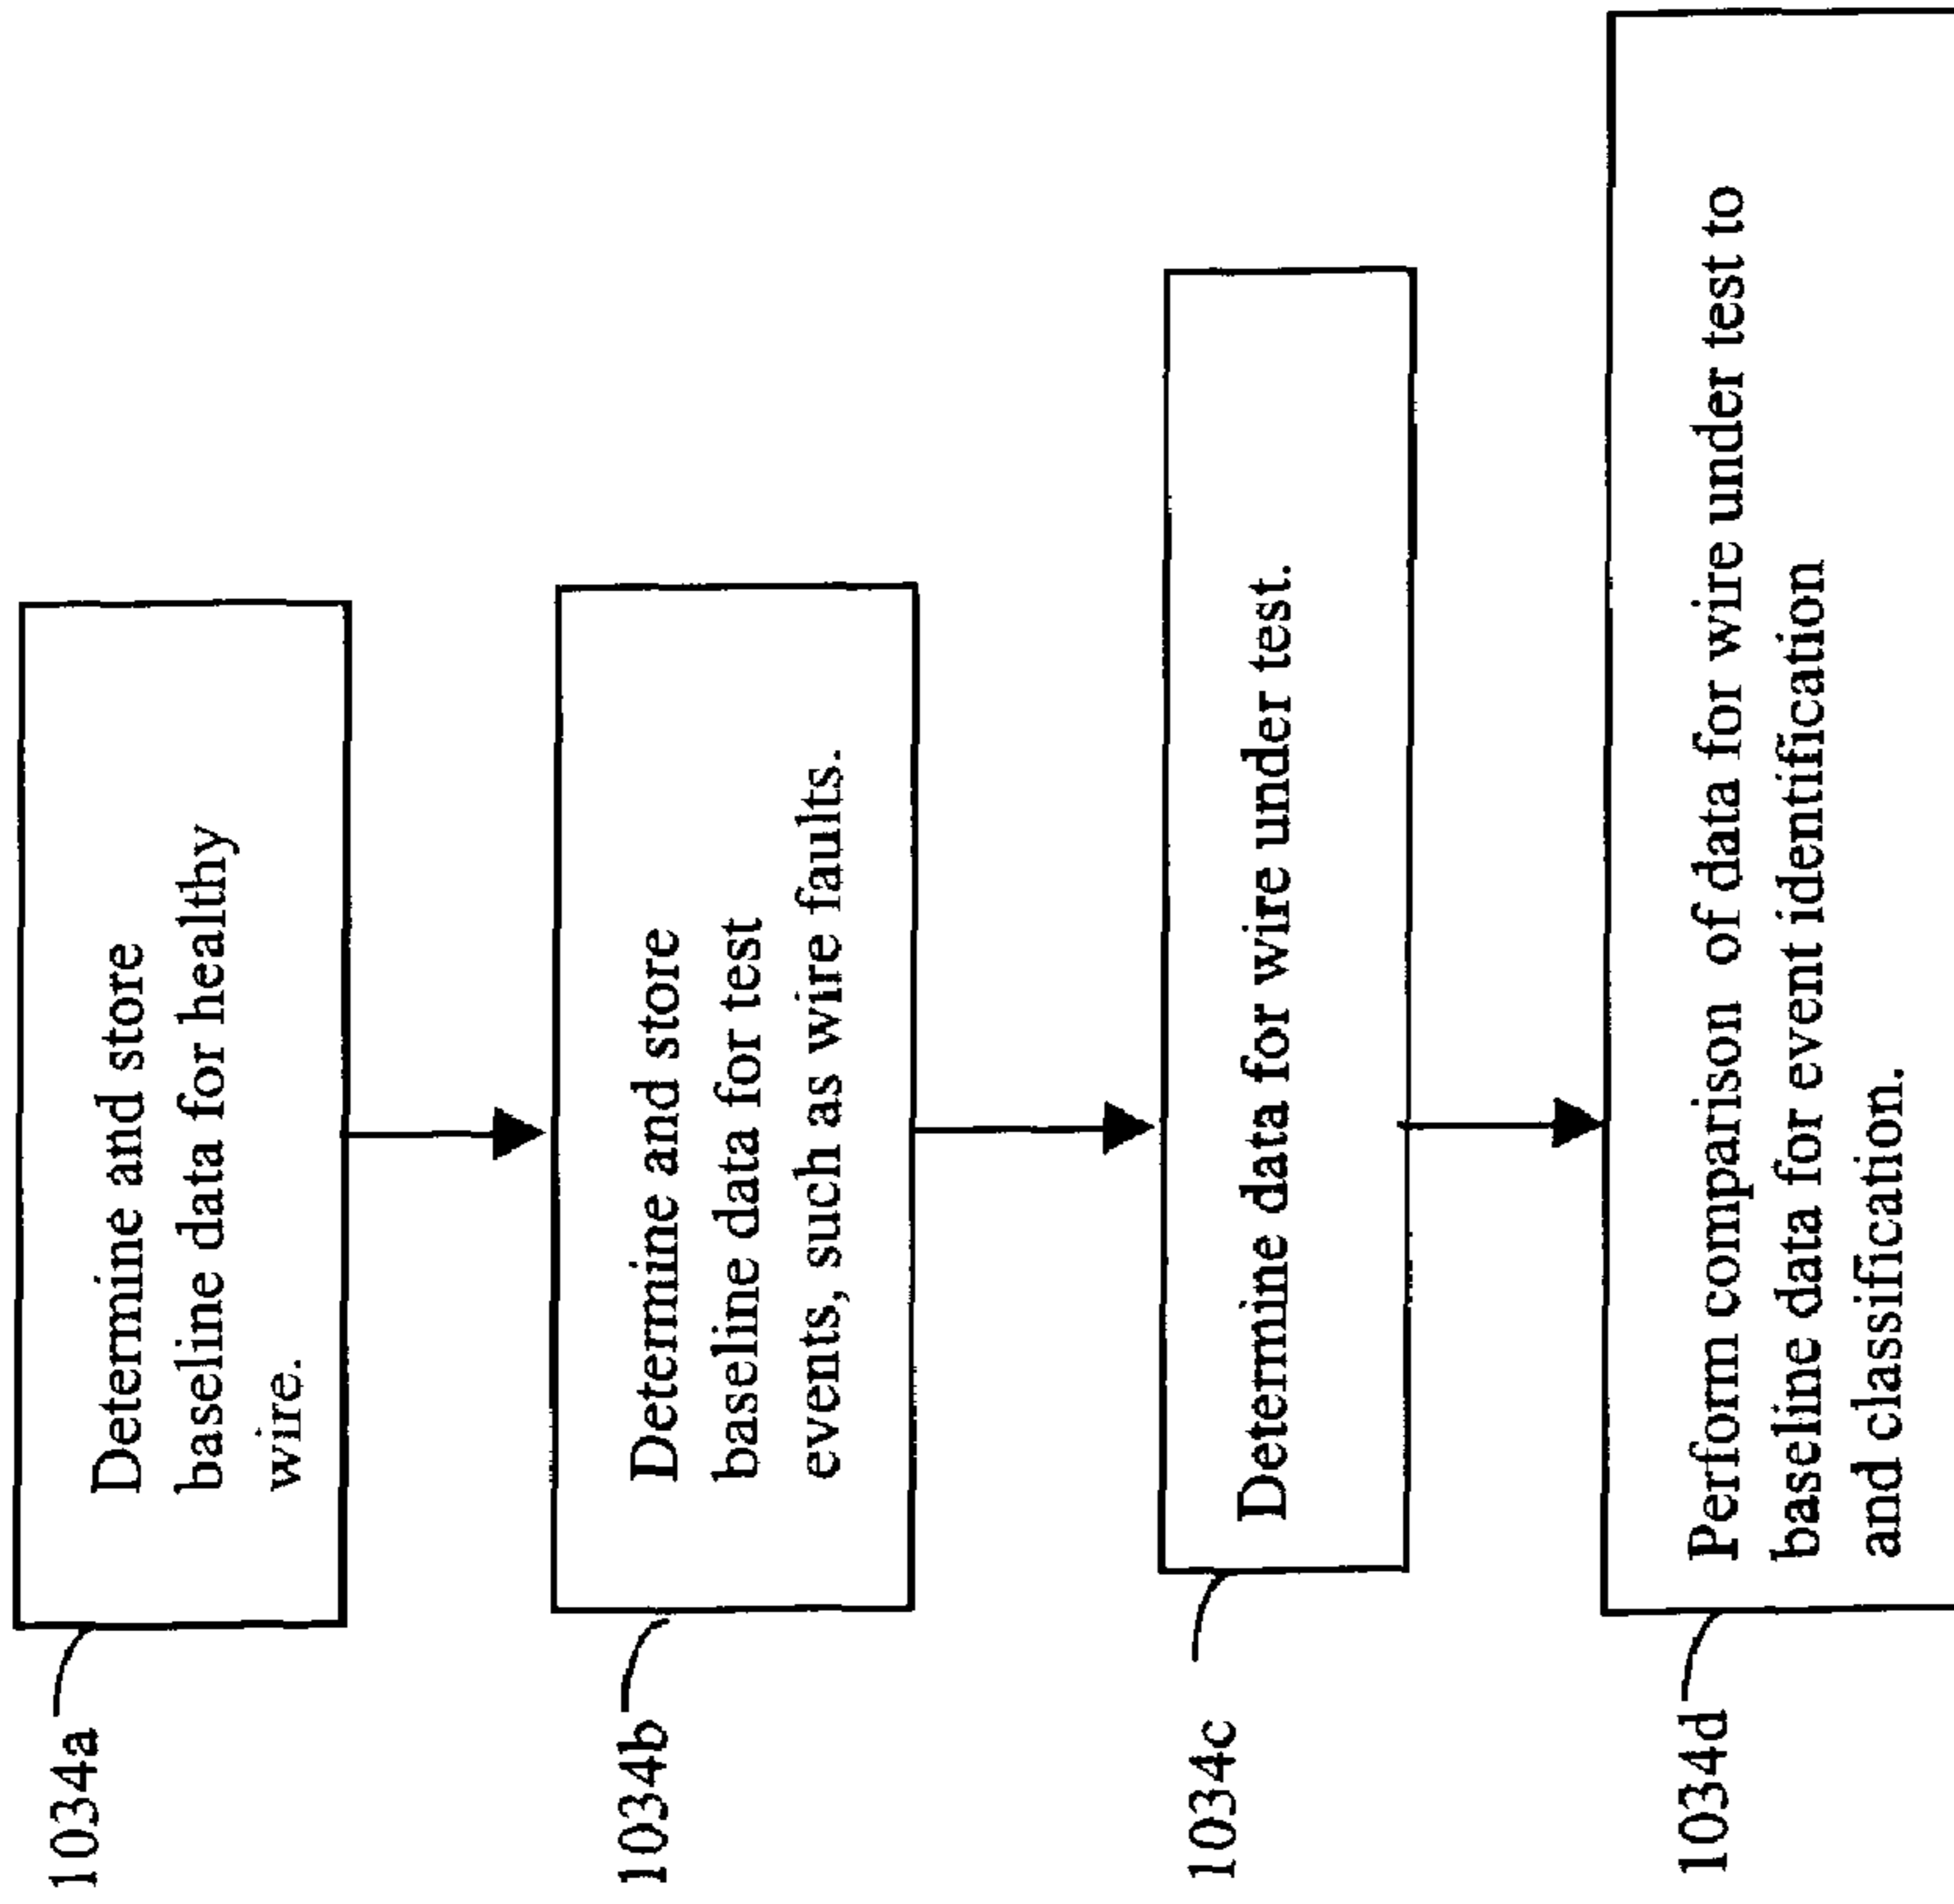 1034a
Determine and store
baseline data for healthy
wire.
1034b
Determine and store
baseline data for test
events, such as wire faults.
1034c
Determine data for wire under test.
1034d
Perform comparison of data for wire under test to
baseline data for event identification
and classification.